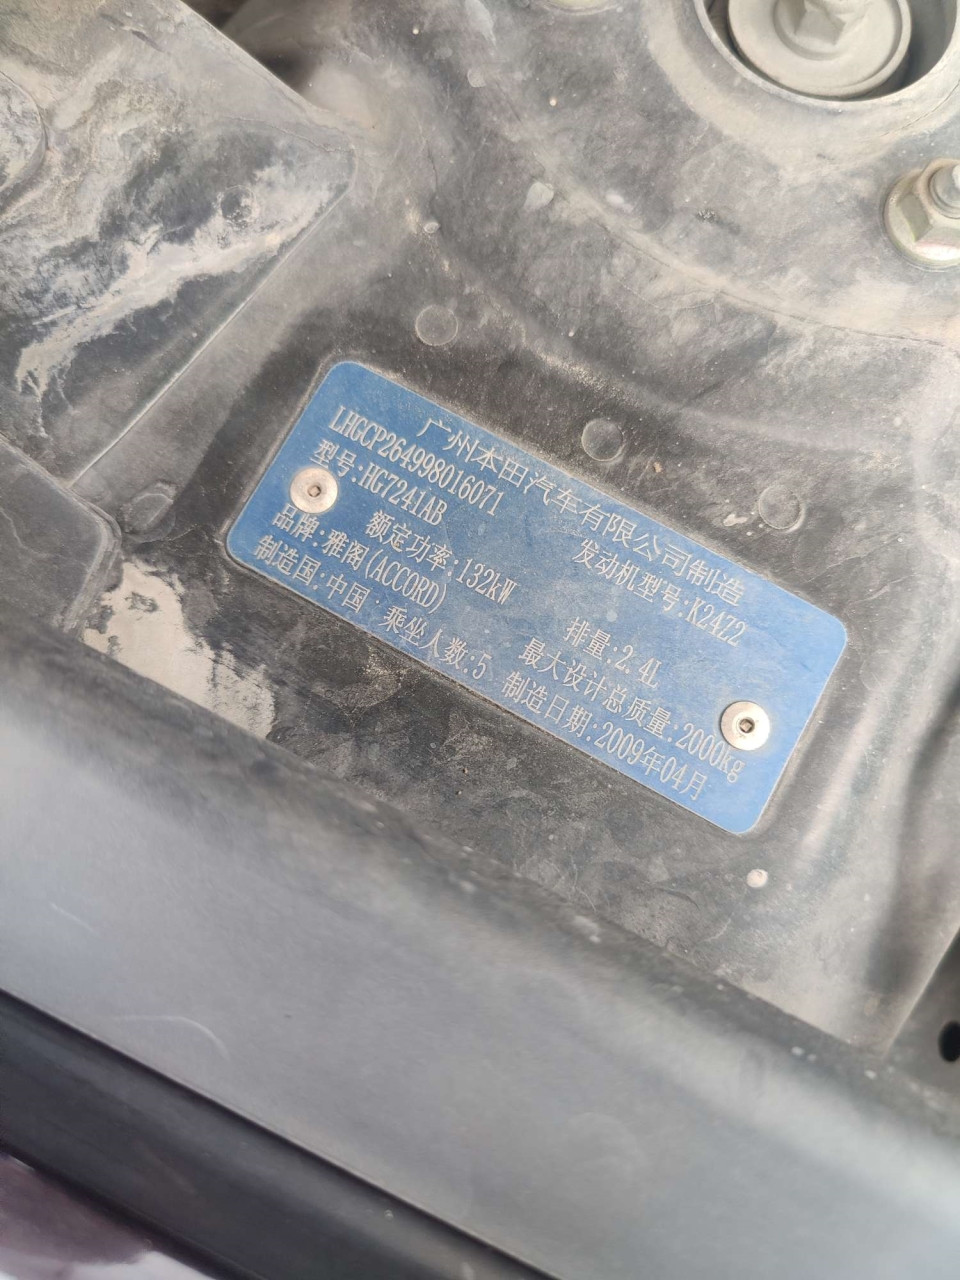 广州本田汽车有限公司制造
LHGCP264998016071
型号:HG7241AB 发动机型号:K24Z2
额定功率:132kW 排量:2.4L
品牌:雅阁(ACCORD) 最大设计总质量:2000kg
制造国:中国 乘坐人数:5 制造日期:2009年04月